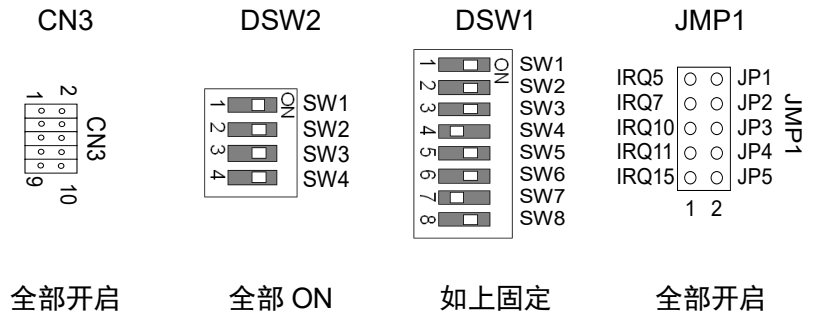 CN3
DSW2
DSW1
JMP1
1 2
CN3
9 10
ON
1 SW1
2 SW2
3 SW3
4 SW4
ON
1 SW1
2 SW2
3 SW3
4 SW4
5 SW5
6 SW6
7 SW7
8 SW8
IRQ5 JP1
IRQ7 JP2
IRQ10 JP3
IRQ11 JP4
IRQ15 JP5
JMP1
1 2
全部开启
全部 ON
如上固定
全部开启